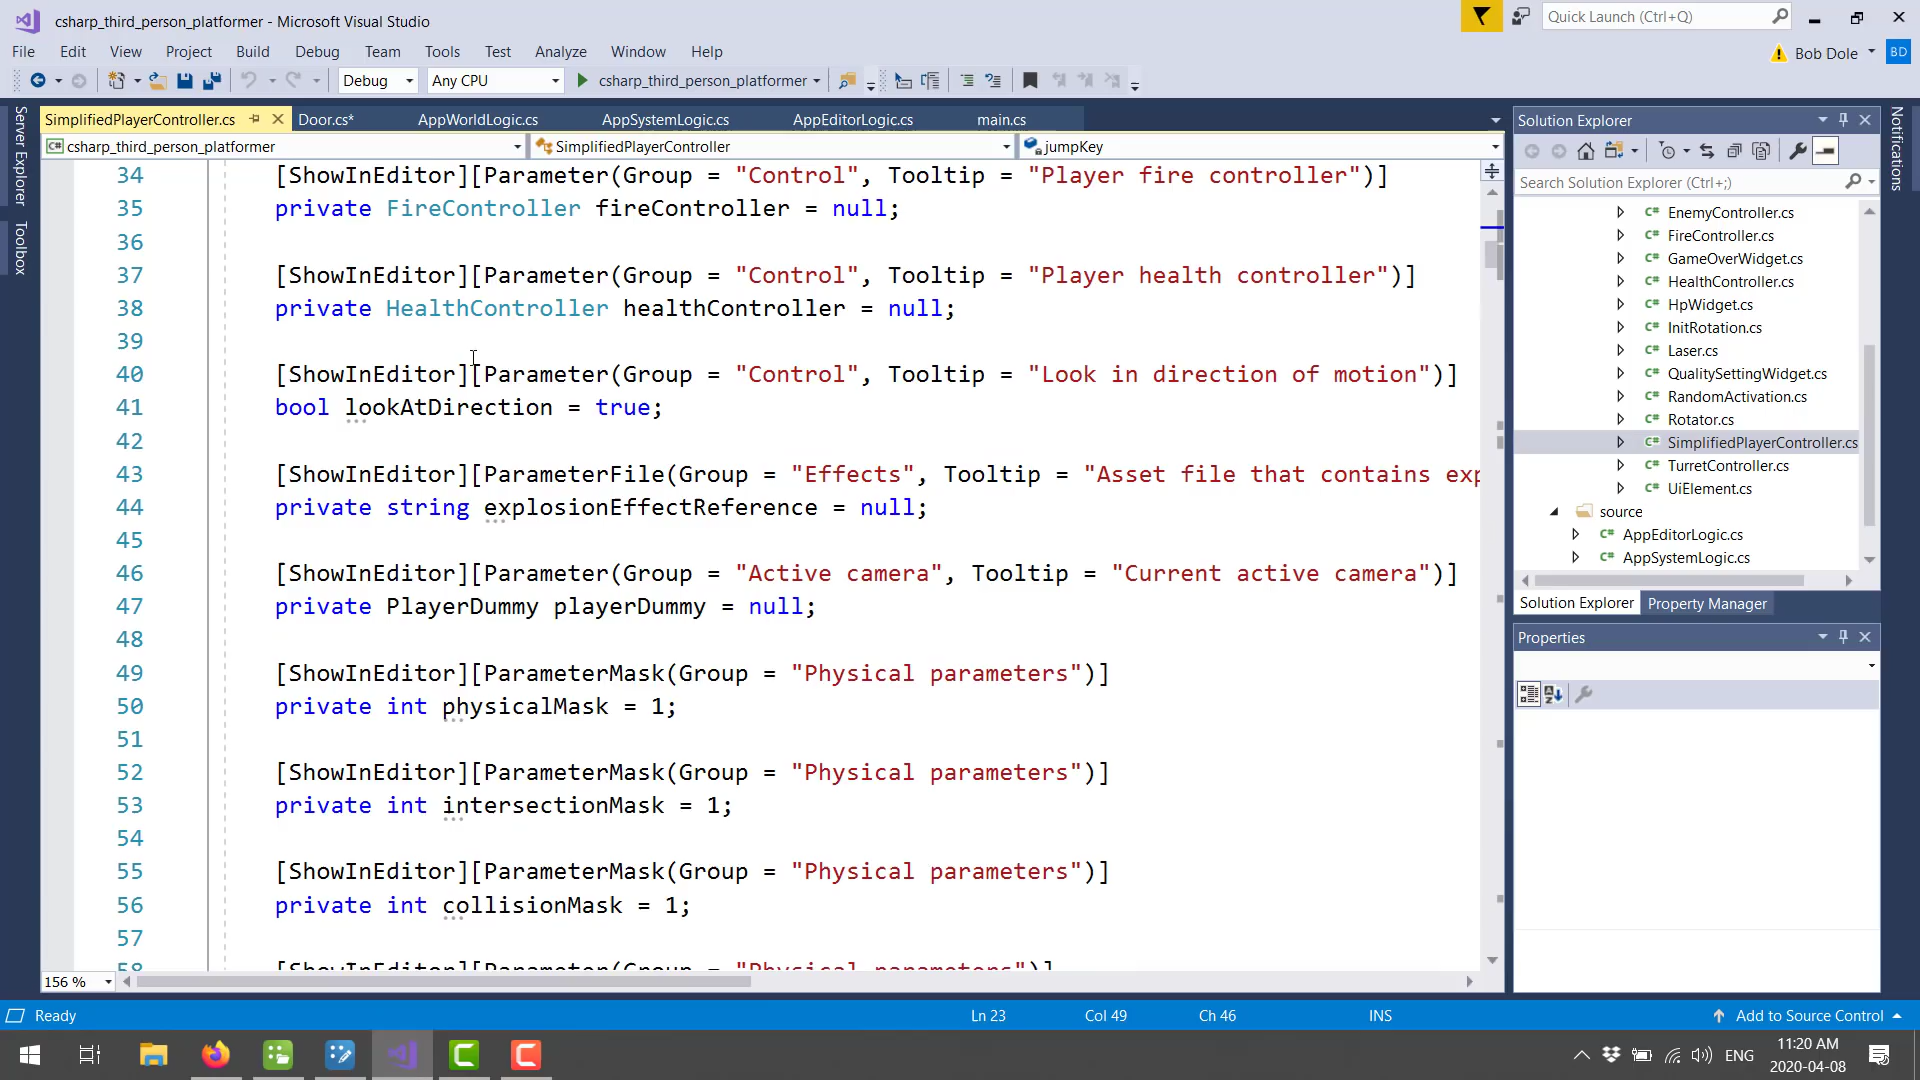 csharp_third_person_platformer - Microsoft Visual Studio
Quick Launch (Ctrl+Q)
File Edit View Project Build Debug Team Tools Test Analyze Window Help
Bob Dole BD
Debug Any CPU csharp_third_person_platformer
Server Explorer
Toolbox
SimplifiedPlayerController.cs Door.cs* AppWorldLogic.cs AppSystemLogic.cs AppEditorLogic.cs main.cs
csharp_third_person_platformer SimplifiedPlayerController jumpKey
34 [ShowInEditor][Parameter(Group = "Control", Tooltip = "Player fire controller")]
35 private FireController fireController = null;
36
37 [ShowInEditor][Parameter(Group = "Control", Tooltip = "Player health controller")]
38 private HealthController healthController = null;
39
40 [ShowInEditor][Parameter(Group = "Control", Tooltip = "Look in direction of motion")]
41 bool lookAtDirection = true;
42
43 [ShowInEditor][ParameterFile(Group = "Effects", Tooltip = "Asset file that contains exp
44 private string explosionEffectReference = null;
45
46 [ShowInEditor][Parameter(Group = "Active camera", Tooltip = "Current active camera")]
47 private PlayerDummy playerDummy = null;
48
49 [ShowInEditor][ParameterMask(Group = "Physical parameters")]
50 private int physicalMask = 1;
51
52 [ShowInEditor][ParameterMask(Group = "Physical parameters")]
53 private int intersectionMask = 1;
54
55 [ShowInEditor][ParameterMask(Group = "Physical parameters")]
56 private int collisionMask = 1;
57
58 [ShowInEditor][Parameter(Group = "Physical parameters")]
156 %
Solution Explorer
Search Solution Explorer (Ctrl+;)
C# EnemyController.cs
C# FireController.cs
C# GameOverWidget.cs
C# HealthController.cs
C# HpWidget.cs
C# InitRotation.cs
C# Laser.cs
C# QualitySettingWidget.cs
C# RandomActivation.cs
C# Rotator.cs
C# SimplifiedPlayerController.cs
C# TurretController.cs
C# UiElement.cs
source
C# AppEditorLogic.cs
C# AppSystemLogic.cs
Solution Explorer Property Manager
Properties
Notifications
Ready Ln 23 Col 49 Ch 46 INS Add to Source Control
ENG
11:20 AM
2020-04-08